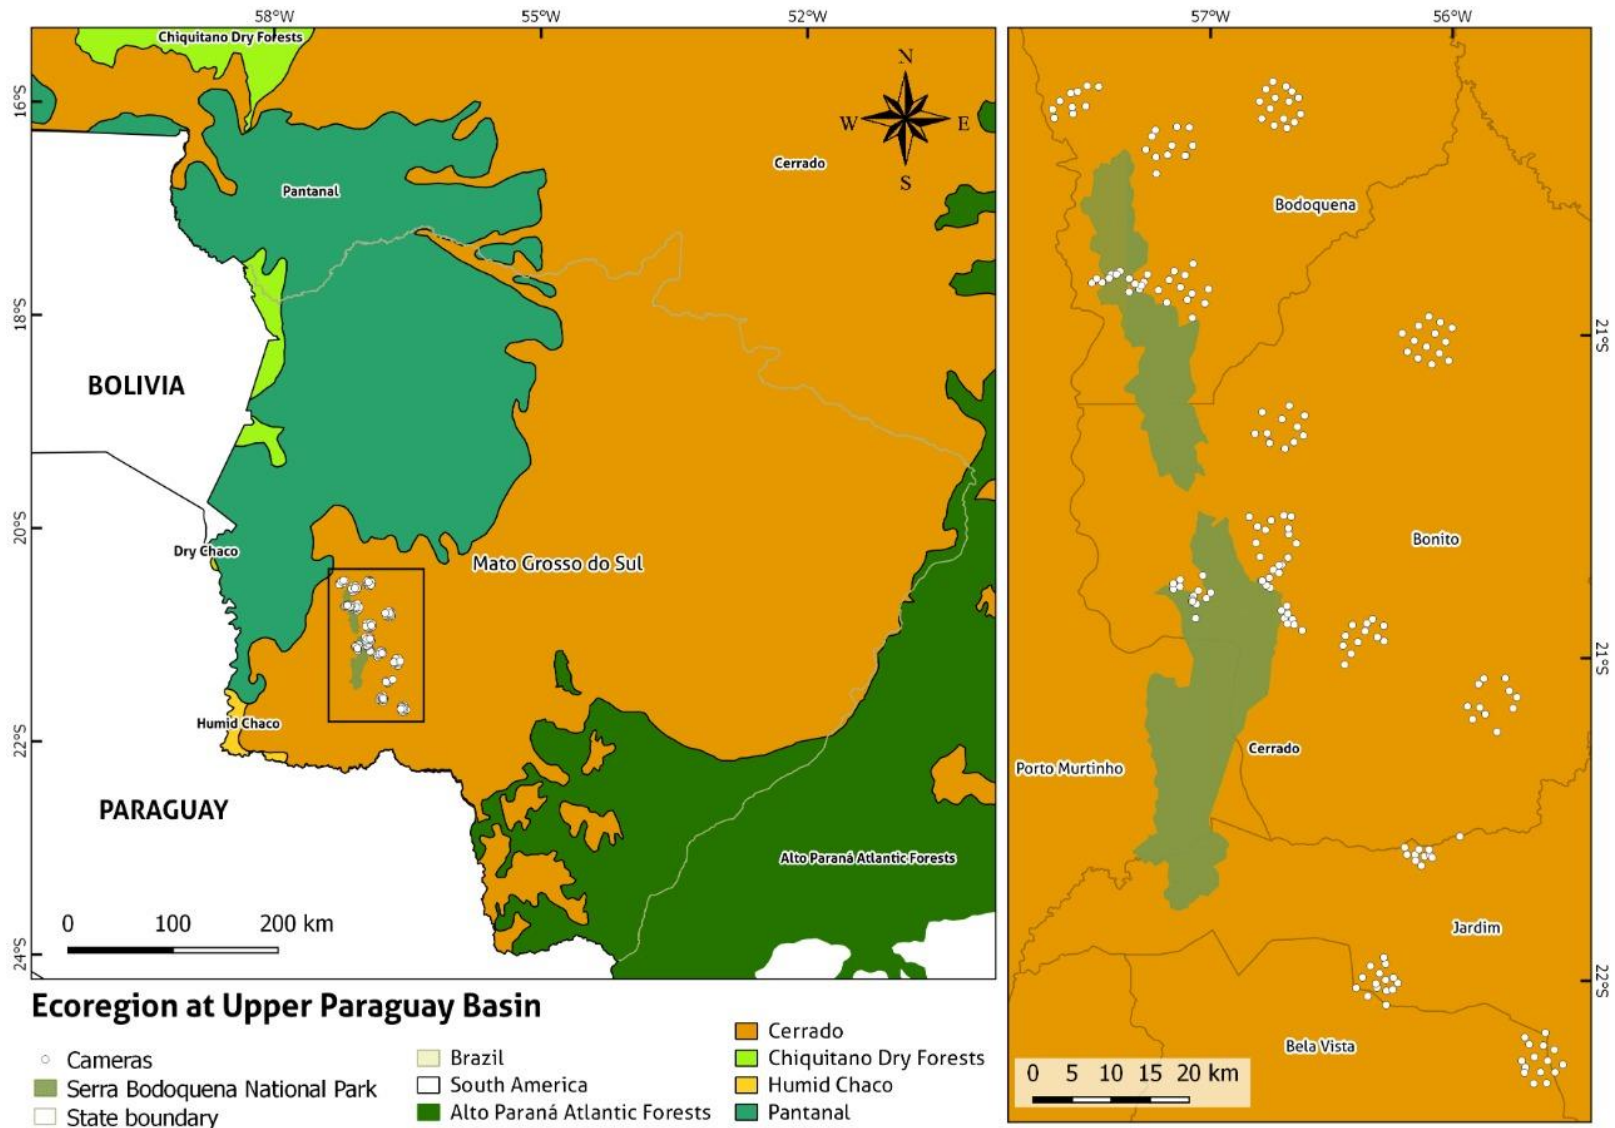 58°W
55°W
52°W
57°W
56°W
Chiquitano Dry Forests
N
W
E
S
16°S
Cerrado
Pantanal
Bodoquena
18°S
21°S
BOLIVIA
20°S
Dry Chaco
Mato Grosso do Sul
Bonito
21°S
Humid Chaco
22°S
Cerrado
Porto Murtinho
PARAGUAY
Alto Paraná Atlantic Forests
Jardim
0 100 200 km
24°S
22°S
Bela Vista
0 5 10 15 20 km
Ecoregion at Upper Paraguay Basin
Cameras
Serra Bodoquena National Park
State boundary
Brazil
South America
Alto Paraná Atlantic Forests
Cerrado
Chiquitano Dry Forests
Humid Chaco
Pantanal